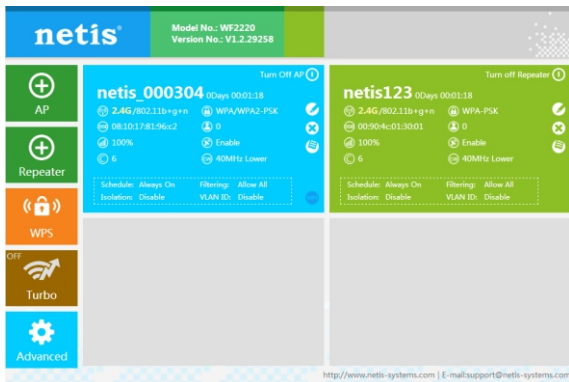 netis
Model No.: WF2220
Version No.: V1.2.29258
AP
Repeater
WPS
OFF
Turbo
Advanced
Turn Off AP
netis_000304 0Days 00:01:18
2.4G/802.11b+g+n WPA/WPA2-PSK
08:10:17:81:96:c2 0
100% Enable
6 40MHz Lower
Schedule: Always On Filtering: Allow All
Isolation: Disable VLAN ID: Disable
Turn off Repeater
netis123 0Days 00:01:18
2.4G/802.11b+g+n WPA-PSK
00:90:4c:01:30:01 0
100% Enable
6 40MHz Lower
Schedule: Always On Filtering: Allow All
Isolation: Disable VLAN ID: Disable
http://www.netis-systems.com | E-mail:support@netis-systems.com